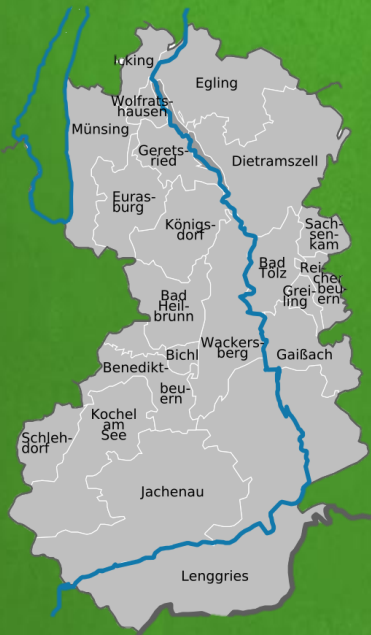 Icking
Egling
Wolfrats-
hausen
Münsing
Gerets-
ried
Dietramszell
Euras-
burg
Königs-
dorf
Sach-
sen-
kam
Bad
Tölz
Rei-
cher
beu-
ern
Grei-
ling
Bad
Heil-
brunn
Wackers-
berg
Gaißach
Bichl
Benedikt-
beu-
ern
Kochel
am
See
Schleh-
dorf
Jachenau
Lenggries